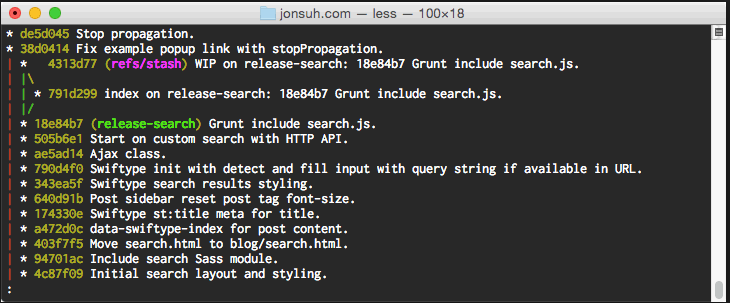 jonsuh.com — less — 100×18
* de5d045 Stop propagation.
* 38d0414 Fix example popup link with stopPropagation.
| *   4313d77 (refs/stash) WIP on release-search: 18e84b7 Grunt include search.js.
| |\
| | * 791d299 index on release-search: 18e84b7 Grunt include search.js.
| |/
| * 18e84b7 (release-search) Grunt include search.js.
| * 505b6e1 Start on custom search with HTTP API.
| * ae5ad14 Ajax class.
| * 790d4f0 Swiftype init with detect and fill input with query string if available in URL.
| * 343ea5f Swiftype search results styling.
| * 640d91b Post sidebar reset post tag font-size.
| * 174330e Swiftype st:title meta for title.
| * a472d0c data-swiftype-index for post content.
| * 403f7f5 Move search.html to blog/search.html.
| * 94701ac Include search Sass module.
| * 4c87f09 Initial search layout and styling.
: